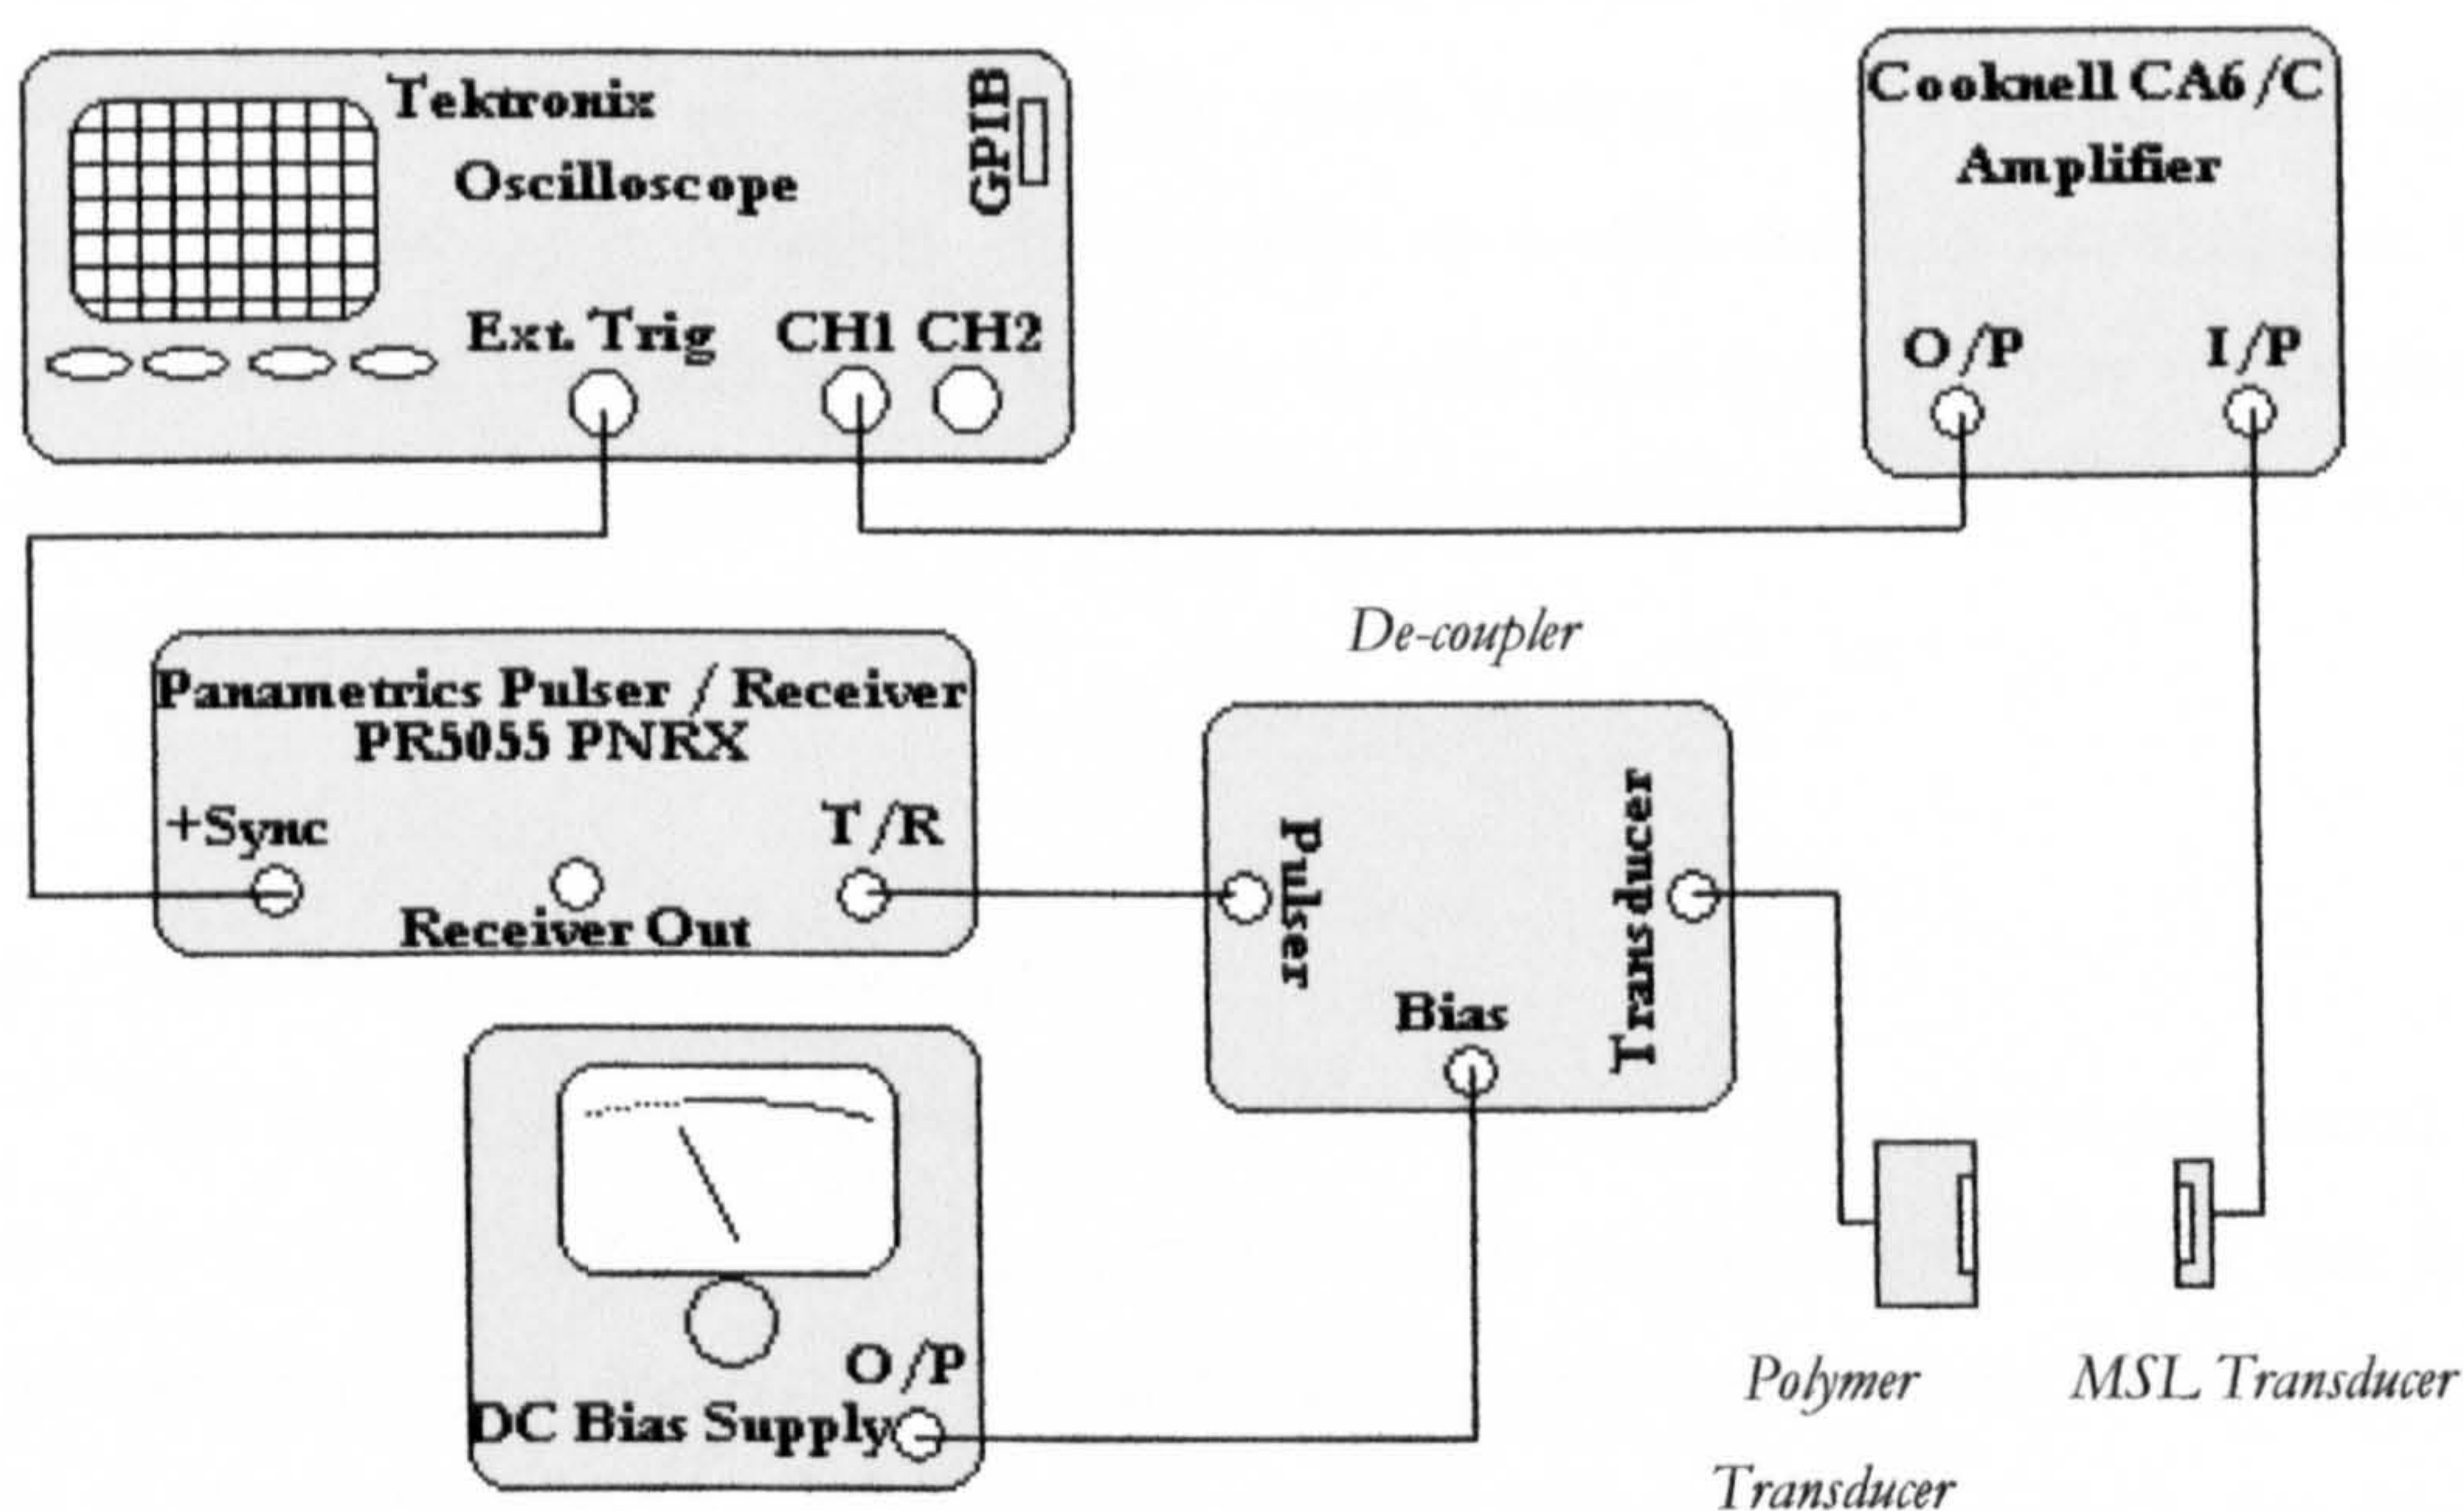 Tektronix
Oscilloscope
GPIB
Ext. Trig
CH1 CH2
Cooknell CA6/C
Amplifier
O/P
I/P
De-coupler
Panametrics Pulser / Receiver
PR5055 PNRX
+Sync
T/R
Receiver Out
Pulser
Transducer
Bias
O/P
DC Bias Supply
Polymer
Transducer
MSL Transducer